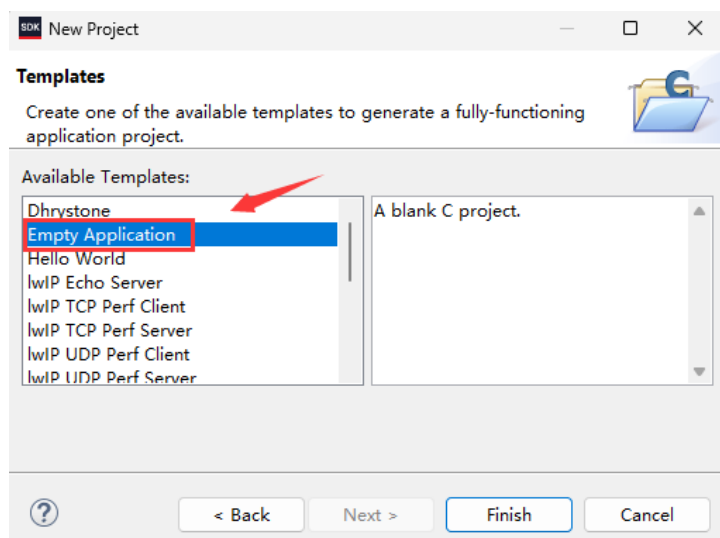 SDK New Project
Templates
Create one of the available templates to generate a fully-functioning
application project.
Available Templates:
Dhrystone
Empty Application
Hello World
lwIP Echo Server
lwIP TCP Perf Client
lwIP TCP Perf Server
lwIP UDP Perf Client
lwIP UDP Perf Server
A blank C project.
C
?
< Back
Next >
Finish
Cancel